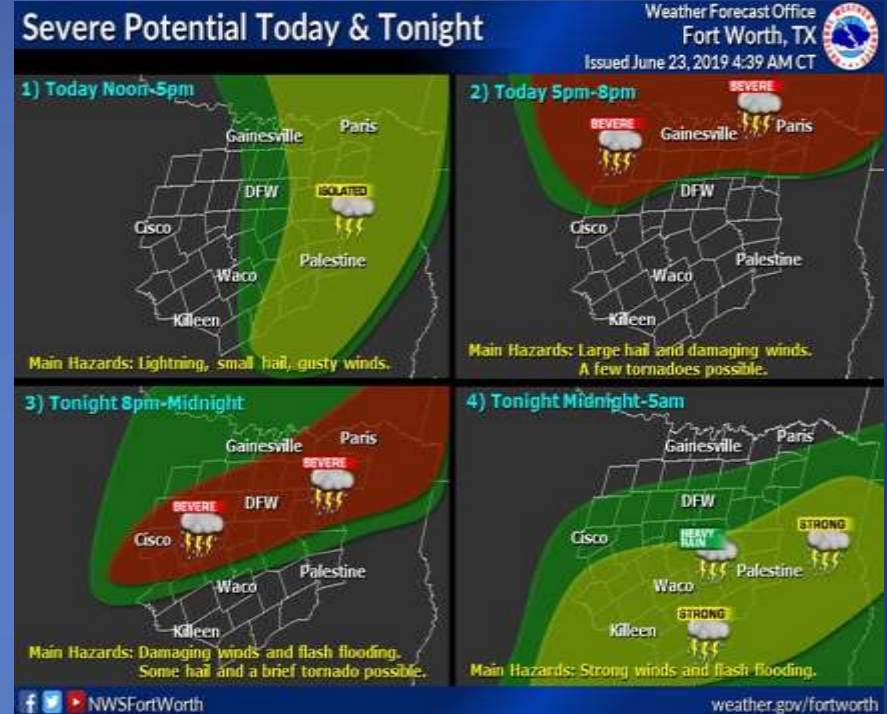 Severe Potential Today & Tonight
Weather Forecast Office
Fort Worth, TX
Issued June 23, 2019 4:39 AM CT
1) Today Noon-5pm
Gainesville
Paris
DFW
ISOLATED
Cisco
Waco
Palestine
Killeen
Main Hazards: Lightning, small hail, gusty winds.
2) Today 5pm-8pm
SEVERE
SEVERE
Gainesville
Paris
DFW
Cisco
Waco
Palestine
Killeen
Main Hazards: Large hail and damaging winds.
A few tornadoes possible.
3) Tonight 8pm-Midnight
Gainesville
Paris
SEVERE
SEVERE
DFW
Cisco
Waco
Palestine
Killeen
Main Hazards: Damaging winds and flash flooding.
Some hail and a brief tornado possible.
4) Tonight Midnight-5am
Gainesville
Paris
DFW
Cisco
HEAVY
RAIN
STRONG
Waco
Palestine
STRONG
Killeen
Main Hazards: Strong winds and flash flooding.
NWSFortWorth
weather.gov/fortworth